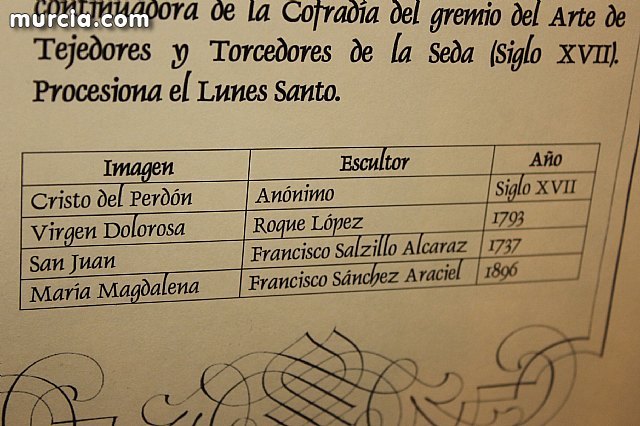 murcia.com
continuadora de la Cofradía del gremio del Arte de
Tejedores y Torcedores de la Seda (Siglo XVII).
Procesiona el Lunes Santo.
Imagen Escultor Año
Cristo del Perdón Anónimo Siglo XVII
Virgen Dolorosa Roque López 1793
San Juan Francisco Salzillo Alcaraz 1737
María Magdalena Francisco Sánchez Araciel 1896